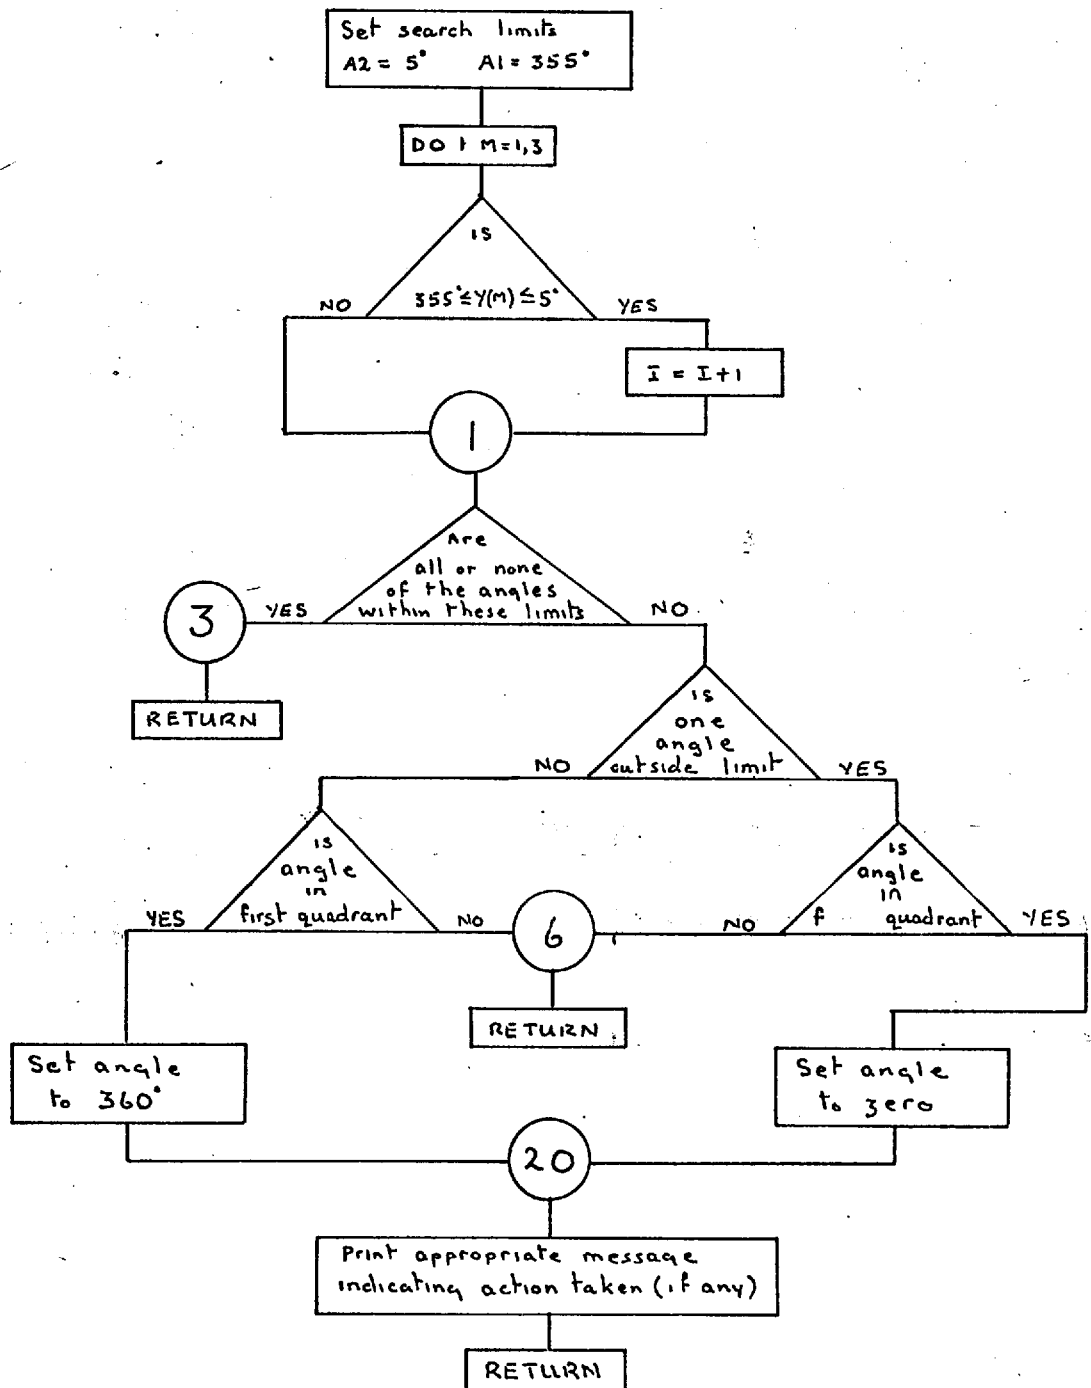 Set search limits
A2 = 5° A1 = 355°
DO 1 M=1,3
is
355°≤Y(M)≤5°
NO
YES
I = I+1
1
Are
all or none
of the angles
within these limits
3
YES
NO
RETURN
is
one
angle
outside limit
NO
YES
is
angle
in
first quadrant
YES
NO
6
is
angle
in
f quadrant
NO
YES
RETURN
Set angle
to 360°
Set angle
to zero
20
Print appropriate message
indicating action taken (if any)
RETURN